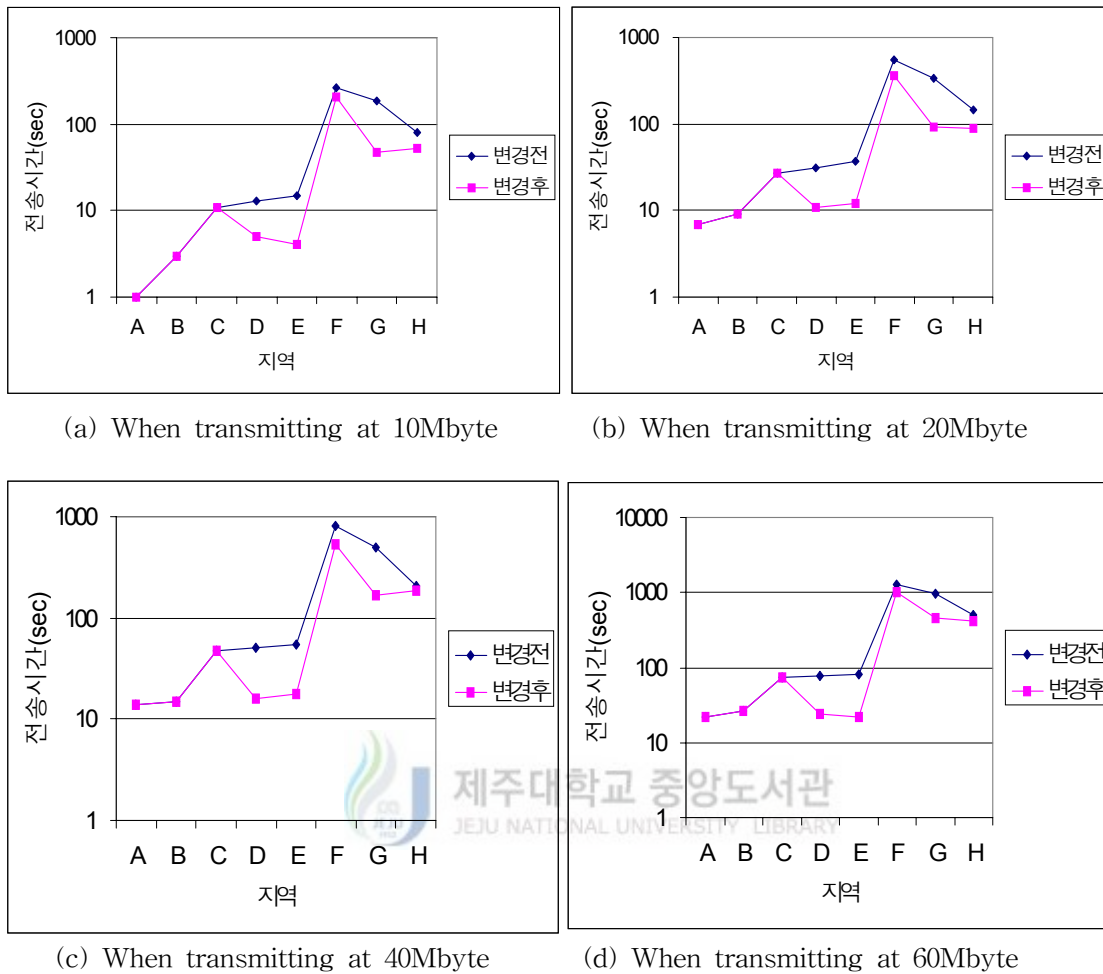 1000
100
10
1
전송시간(sec)
A B C D E F G H
지역
변경전
변경후
(a) When transmitting at 10Mbyte
1000
100
10
1
전송시간(sec)
A B C D E F G H
지역
변경전
변경후
(b) When transmitting at 20Mbyte
1000
100
10
1
전송시간(sec)
A B C D E F G H
지역
변경전
변경후
(c) When transmitting at 40Mbyte
10000
1000
100
10
1
전송시간(sec)
A B C D E F G H
지역
변경전
변경후
(d) When transmitting at 60Mbyte
제주대학교 중앙도서관
JEJU NATIONAL UNIVERSITY LIBRARY